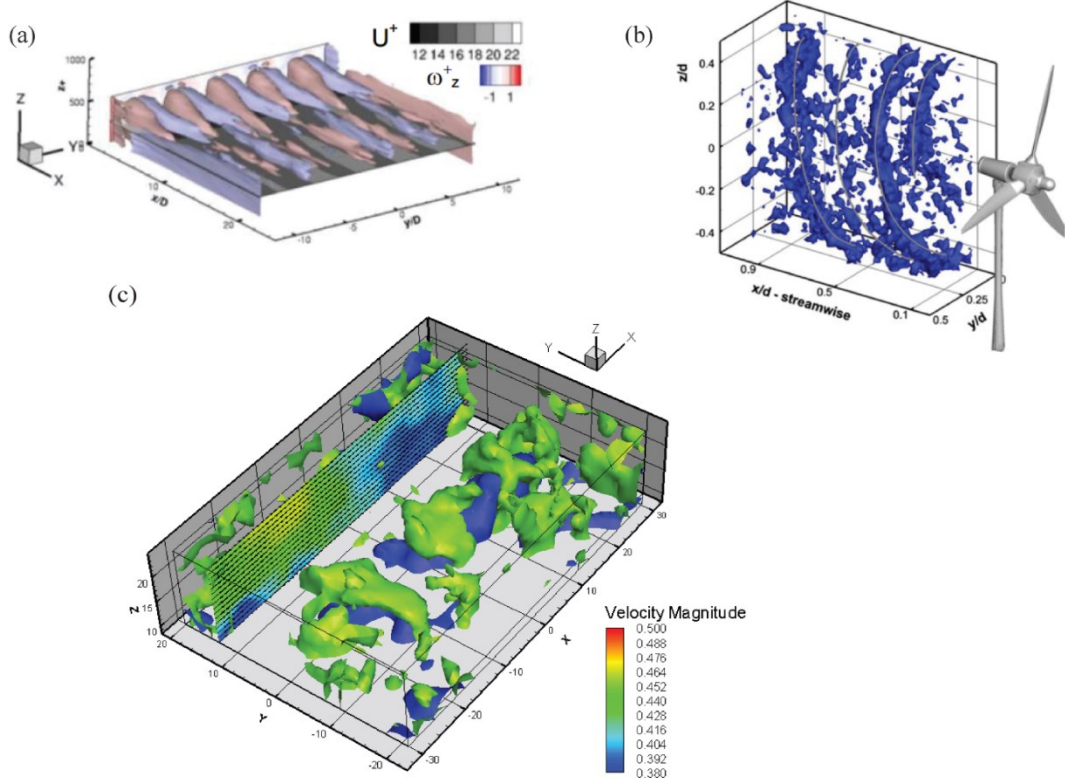 (a)
U+
12 14 16 18 20 22
ω+z
-1 1
z+
1000
500
Z
Y
X
10
20
x/D
-10
-5
0
5
10
y/D
(b)
z/d
0.4
0.2
0
-0.2
-0.4
0.9
0.5
0.1
x/d - streamwise
0.5
0.25
0
y/d
(c)
Y
Z
X
Z
20
15
10
20
10
0
-10
-20
Y
-30
-20
-10
0
10
20
30
X
Velocity Magnitude
0.500
0.488
0.476
0.464
0.452
0.440
0.428
0.416
0.404
0.392
0.380